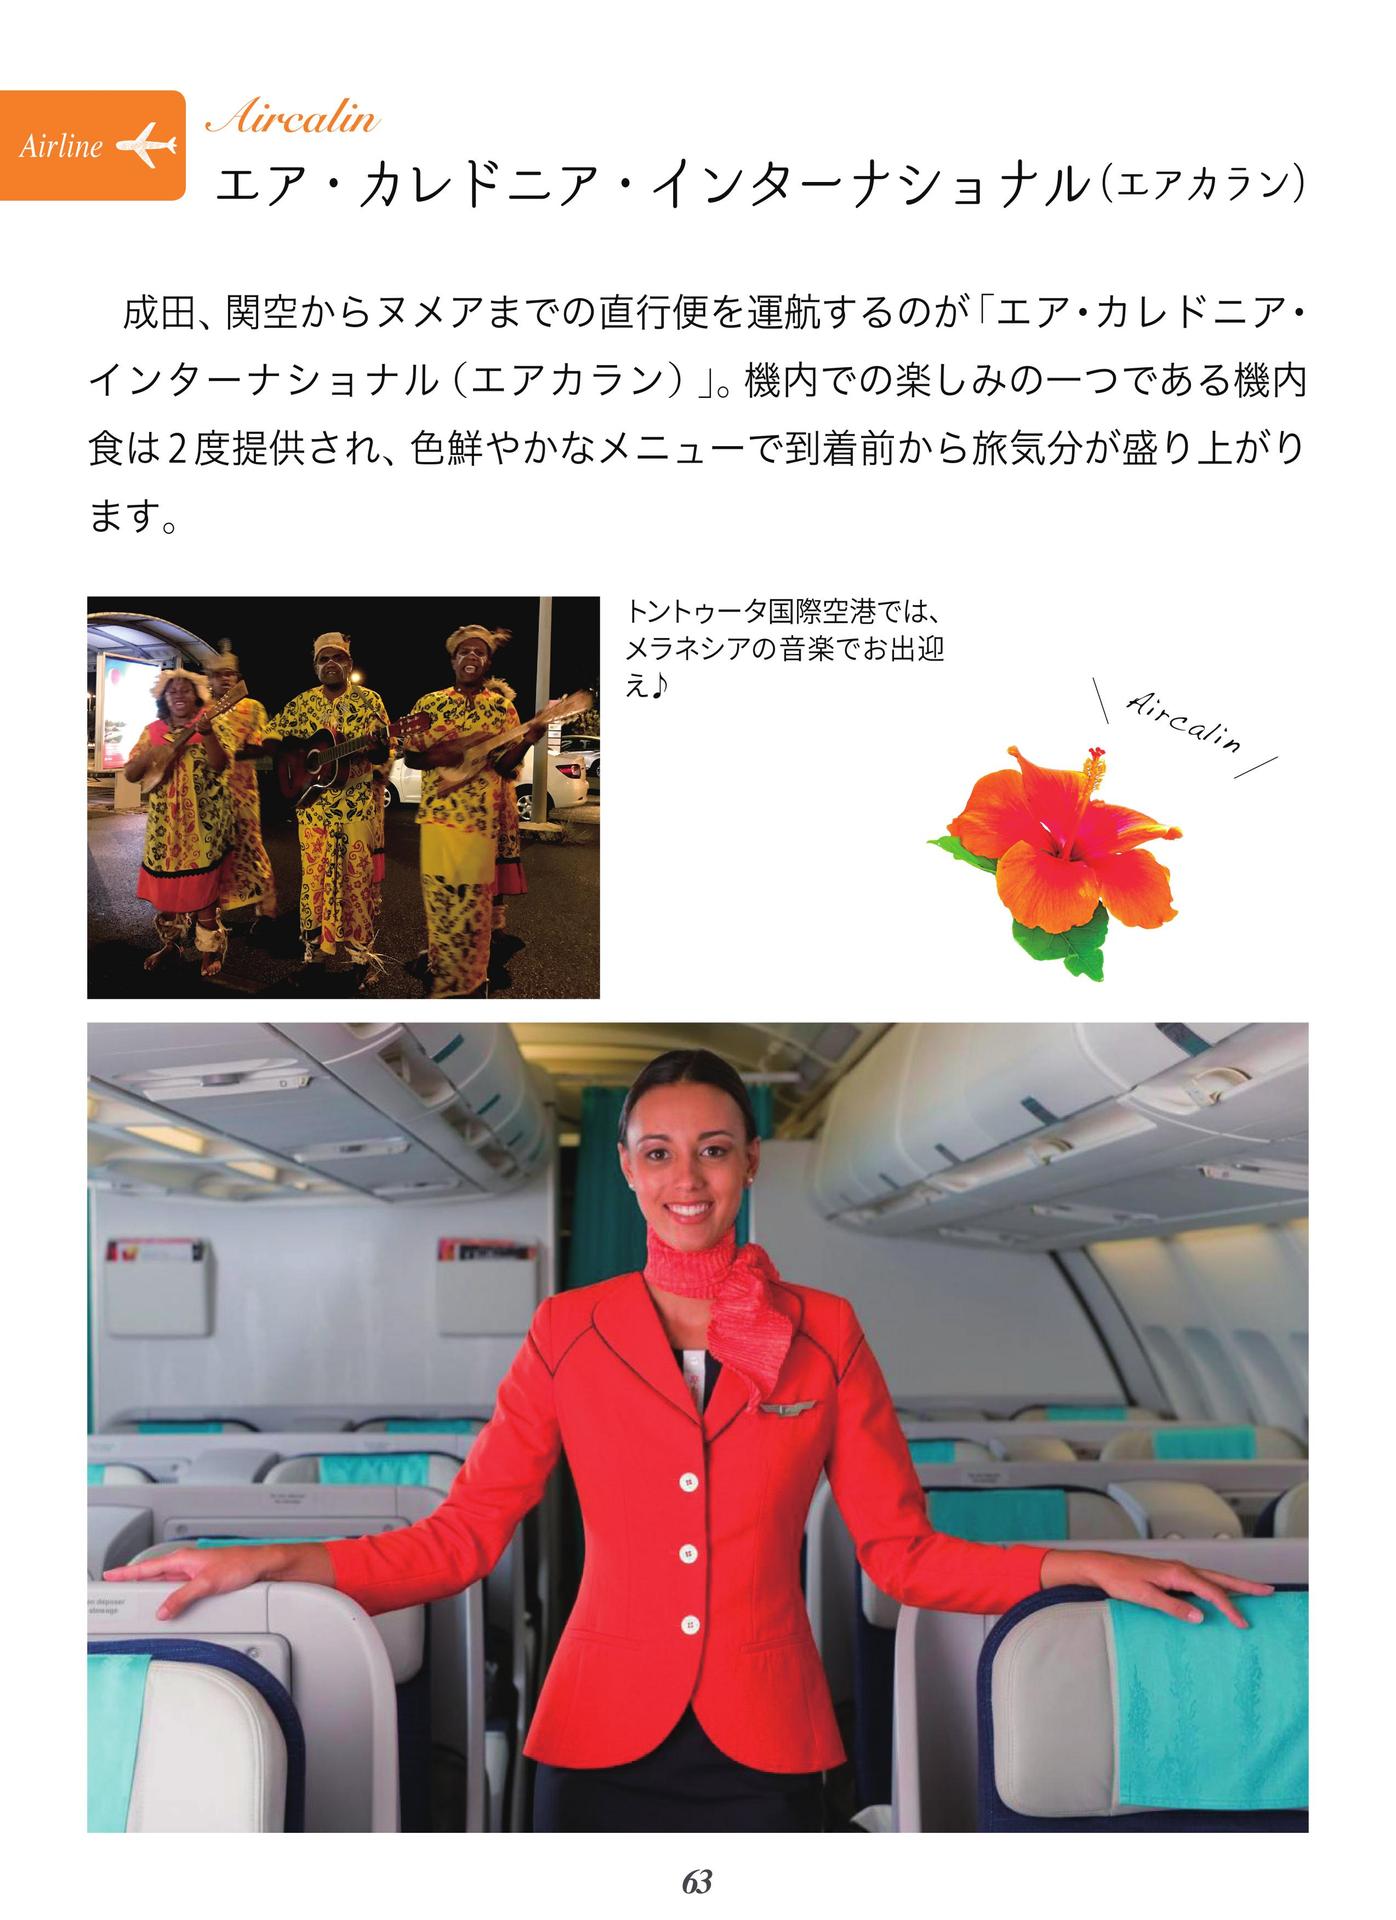 Airline
Aircalin
エア・カレドニア・インターナショナル（エアカラン）
成田、関空からヌメアまでの直行便を運航するのが「エア・カレドニア・
インターナショナル（エアカラン）」。機内での楽しみの一つである機内
食は2度提供され、色鮮やかなメニューで到着前から旅気分が盛り上がり
ます。
トントゥータ国際空港では、
メラネシアの音楽でお出迎
え♪
Aircalin
63